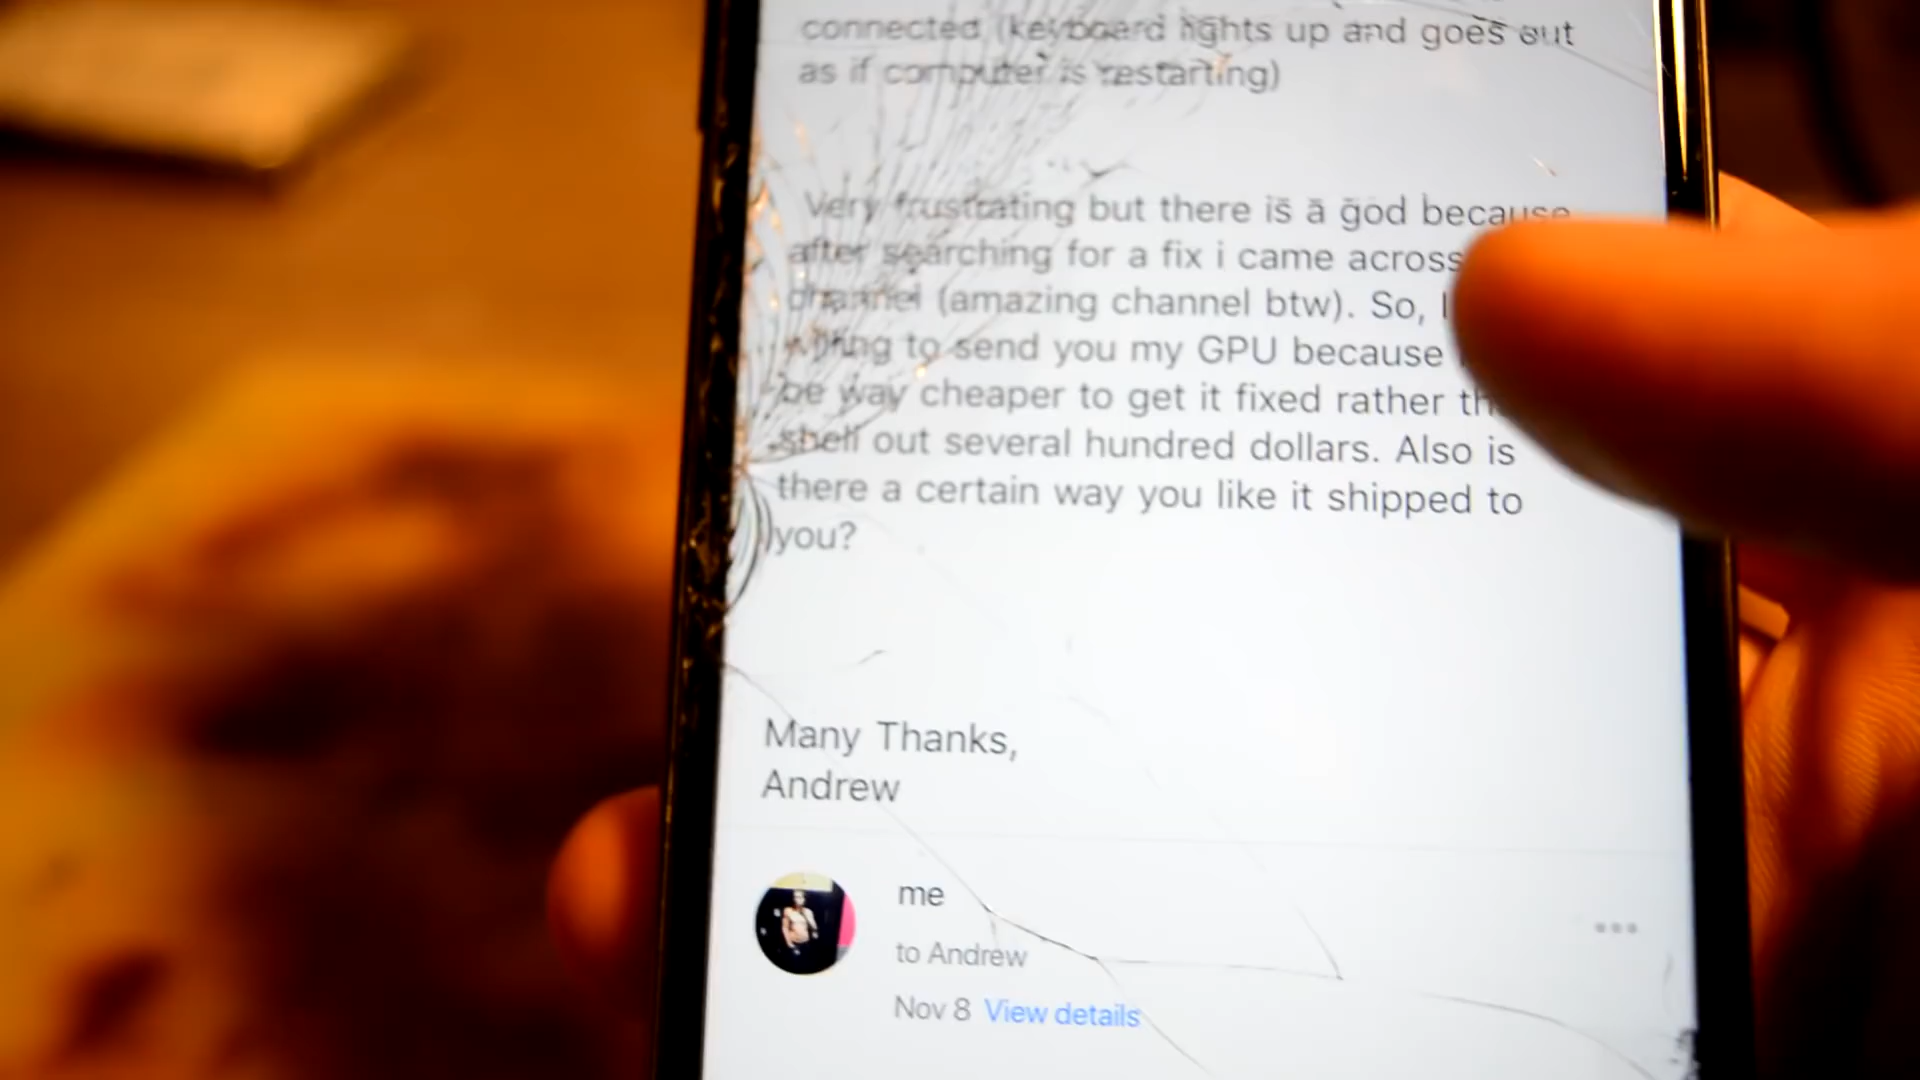 connected (keyboard lights up and goes out
as if computer is restarting)
Very frustrating but there is a god because
after searching for a fix i came across
channel (amazing channel btw). So, I
to send you my GPU because
be way cheaper to get it fixed rather
shell out several hundred dollars. Also is
there a certain way you like it shipped to
you?
Many Thanks,
Andrew
me
to Andrew
Nov 8 View details